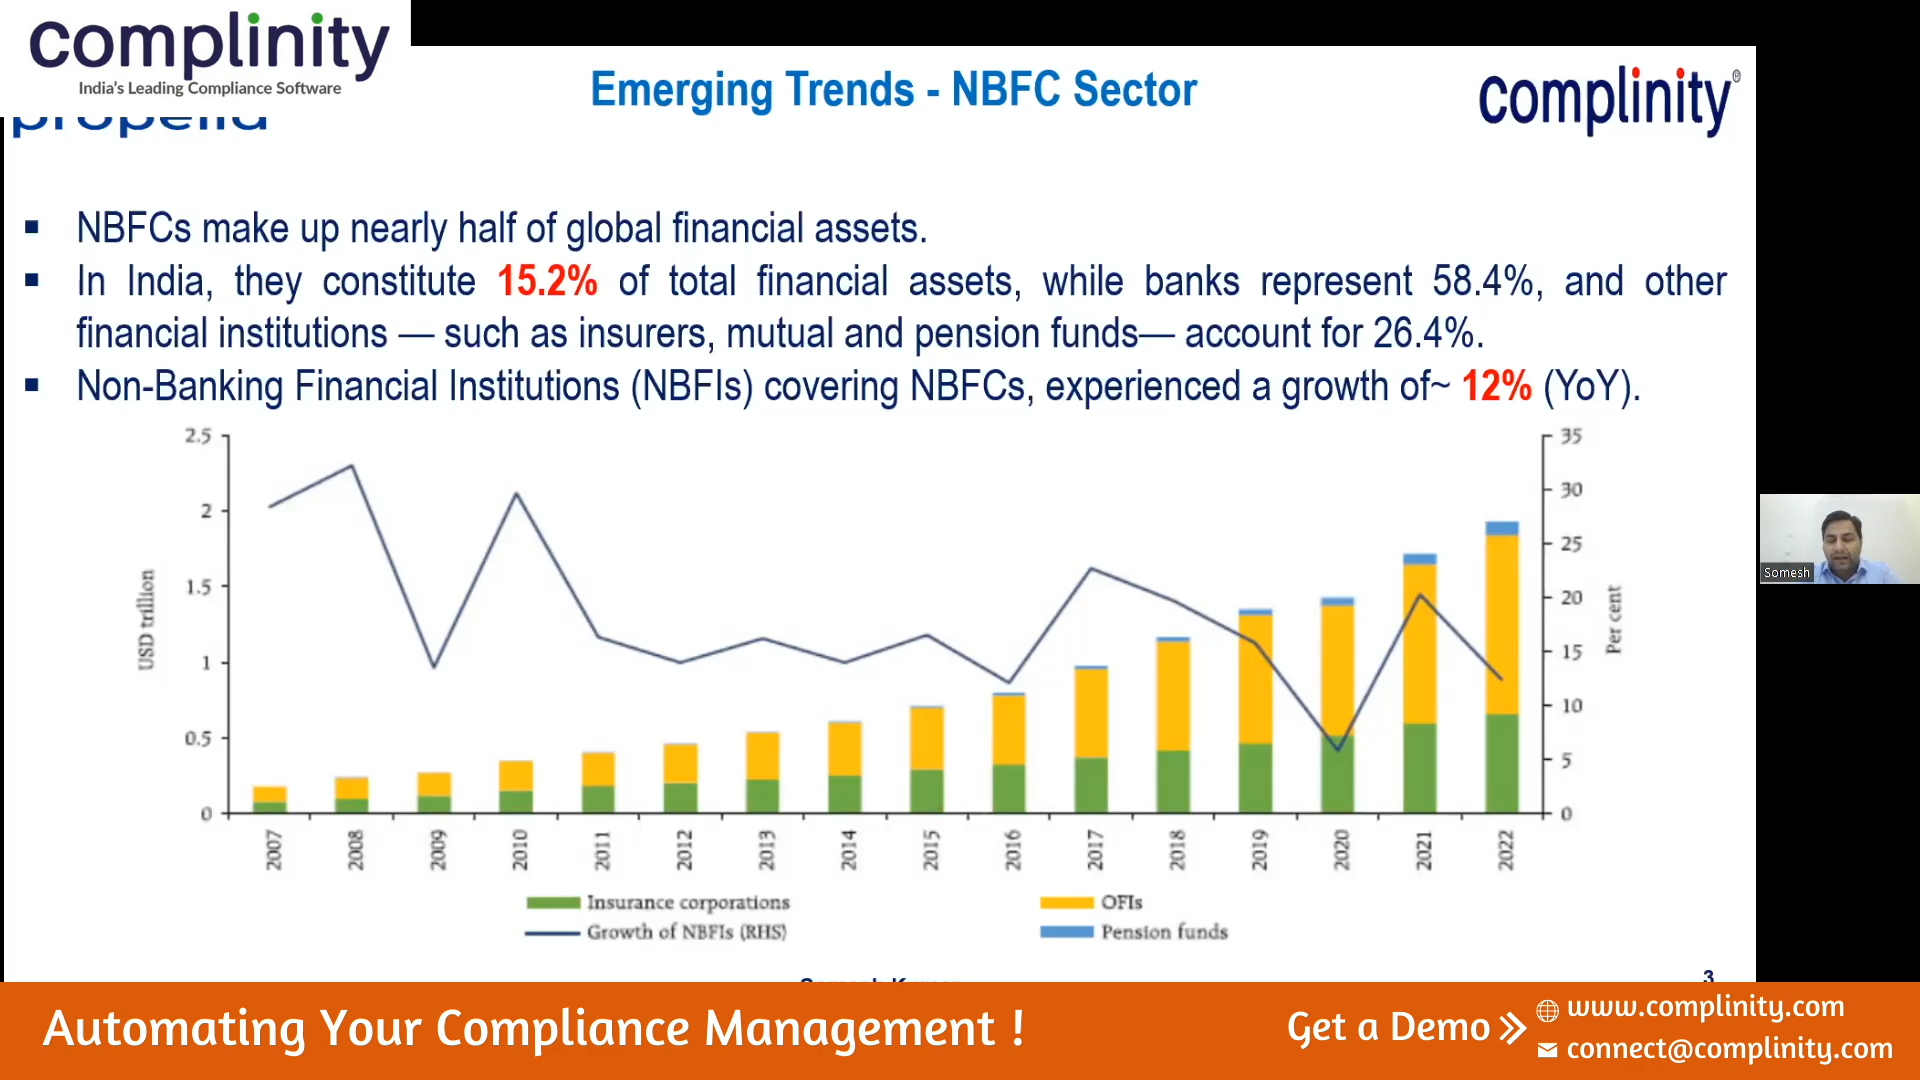 complinity
India's Leading Compliance Software
Emerging Trends - NBFC Sector
complinity®
▪ NBFCs make up nearly half of global financial assets.
▪ In India, they constitute 15.2% of total financial assets, while banks represent 58.4%, and other
financial institutions — such as insurers, mutual and pension funds— account for 26.4%.
▪ Non-Banking Financial Institutions (NBFIs) covering NBFCs, experienced a growth of~ 12% (YoY).
2.5
2
1.5
1
0.5
0
USD trillion
35
30
25
20
15
10
5
0
Per cent
2007
2008
2009
2010
2011
2012
2013
2014
2015
2016
2017
2018
2019
2020
2021
2022
Insurance corporations
OFIs
Growth of NBFIs (RHS)
Pension funds
Somesh
3
Automating Your Compliance Management !
Get a Demo
www.complinity.com
connect@complinity.com